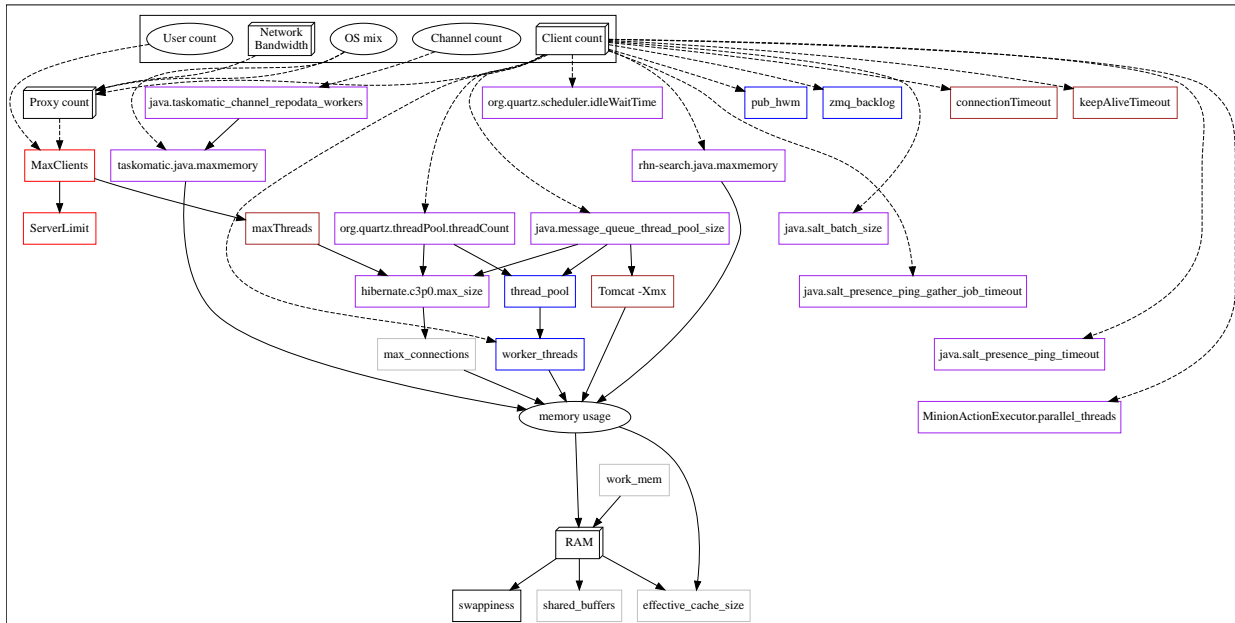 User count
Network
Bandwidth
OS mix
Channel count
Client count
Proxy count
java.taskomatic_channel_repodata_workers
org.quartz.scheduler.idleWaitTime
pub_hwm
zmq_backlog
connectionTimeout
keepAliveTimeout
MaxClients
taskomatic.java.maxmemory
rhn-search.java.maxmemory
ServerLimit
maxThreads
org.quartz.threadPool.threadCount
java.message_queue_thread_pool_size
java.salt_batch_size
hibernate.c3p0.max_size
thread_pool
Tomcat -Xmx
java.salt_presence_ping_gather_job_timeout
max_connections
worker_threads
java.salt_presence_ping_timeout
memory usage
MinionActionExecutor.parallel_threads
work_mem
RAM
swappiness
shared_buffers
effective_cache_size